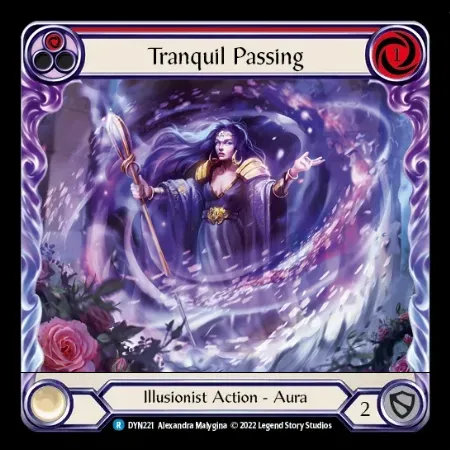 Tranquil Passing
1
Illusionist Action - Aura
2
R DYN221 Alexandra Malygina © 2022 Legend Story Studios